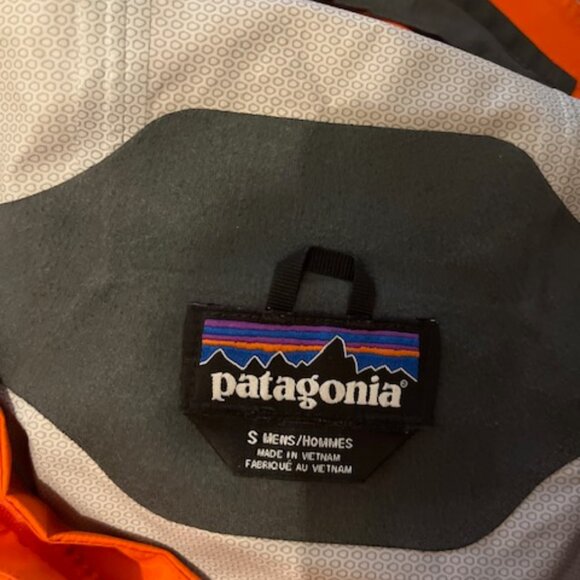 patagonia®
S MENS/HOMMES
MADE IN VIETNAM
FABRIQUÉ AU VIETNAM